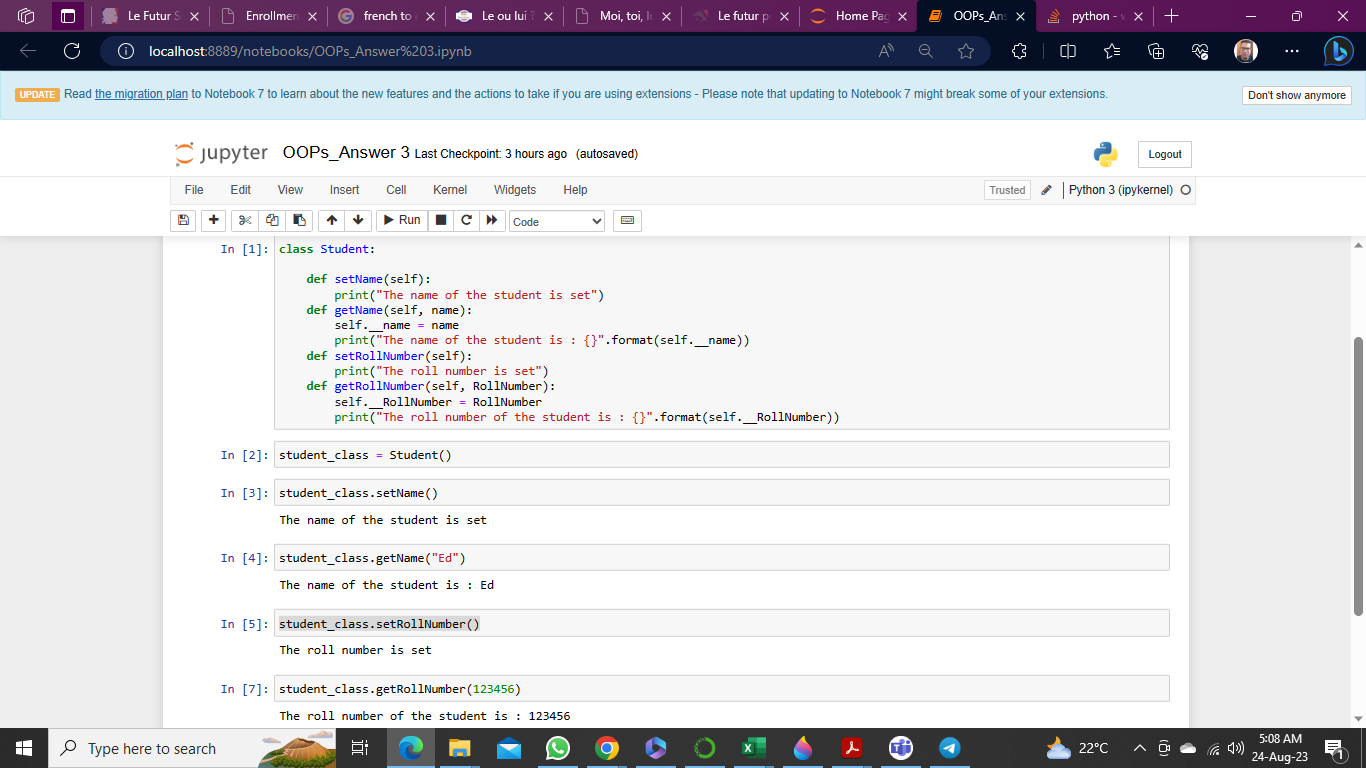 Le Futur S
Enrollmen
french to
Le ou lui ?
Moi, toi, l
Le futur p
Home Pag
OOPs_Ans
python -
localhost:8889/notebooks/OOPs_Answer%203.ipynb
UPDATE Read the migration plan to Notebook 7 to learn about the new features and the actions to take if you are using extensions - Please note that updating to Notebook 7 might break some of your extensions.
Don't show anymore
jupyter OOPs_Answer 3 Last Checkpoint: 3 hours ago (autosaved)
Logout
File Edit View Insert Cell Kernel Widgets Help
Trusted Python 3 (ipykernel)
Run Code
In [1]: class Student:
def setName(self):
print("The name of the student is set")
def getName(self, name):
self.__name = name
print("The name of the student is : {}".format(self.__name))
def setRollNumber(self):
print("The roll number is set")
def getRollNumber(self, RollNumber):
self.__RollNumber = RollNumber
print("The roll number of the student is : {}".format(self.__RollNumber))
In [2]: student_class = Student()
In [3]: student_class.setName()
The name of the student is set
In [4]: student_class.getName("Ed")
The name of the student is : Ed
In [5]: student_class.setRollNumber()
The roll number is set
In [7]: student_class.getRollNumber(123456)
The roll number of the student is : 123456
Type here to search
22°C
5:08 AM
24-Aug-23
1